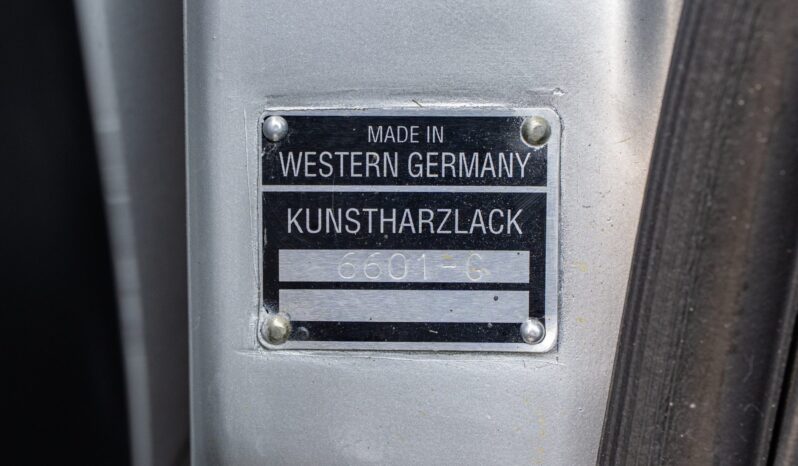 MADE IN
WESTERN GERMANY
KUNSTHARZLACK
6601-G